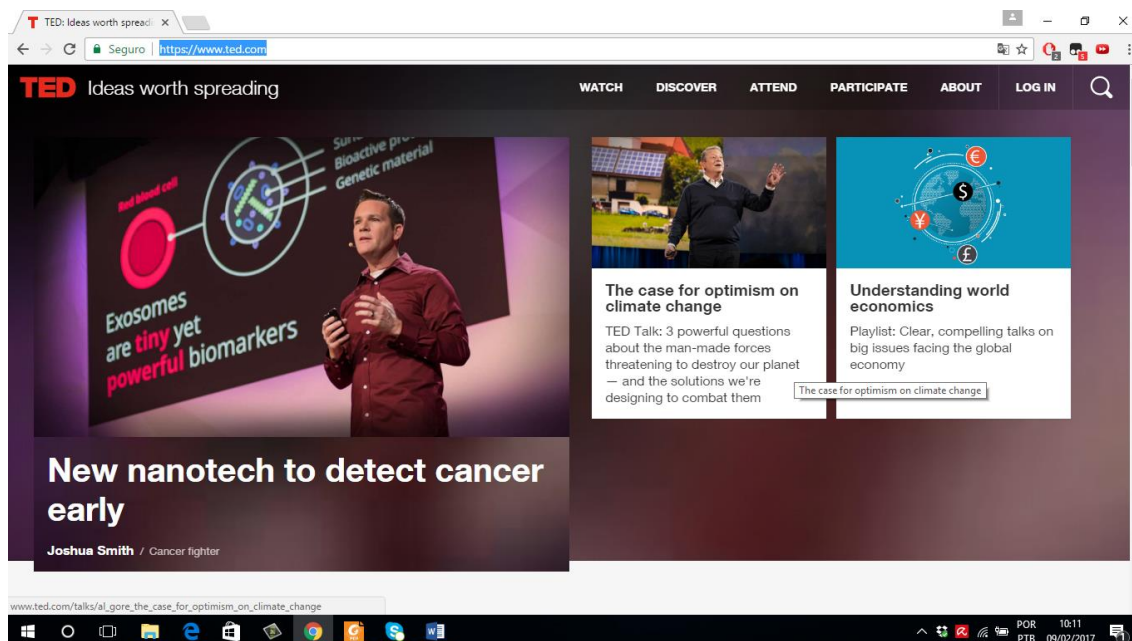 TED: Ideas worth spread
Seguro | https://www.ted.com
2
5
TED Ideas worth spreading
WATCH DISCOVER ATTEND PARTICIPATE ABOUT LOG IN
Red blood cell
Bioactive
Genetic material
Exosomes
are tiny yet
powerful biomarkers
New nanotech to detect cancer
early
Joshua Smith / Cancer fighter
The case for optimism on
climate change
TED Talk: 3 powerful questions
about the man-made forces
threatening to destroy our planet
— and the solutions we're
designing to combat them
€
$
¥
£
Understanding world
economics
Playlist: Clear, compelling talks on
big issues facing the global
economy
The case for optimism on climate change
www.ted.com/talks/al_gore_the_case_for_optimism_on_climate_change
POR 10:11
PTB 09/02/2017